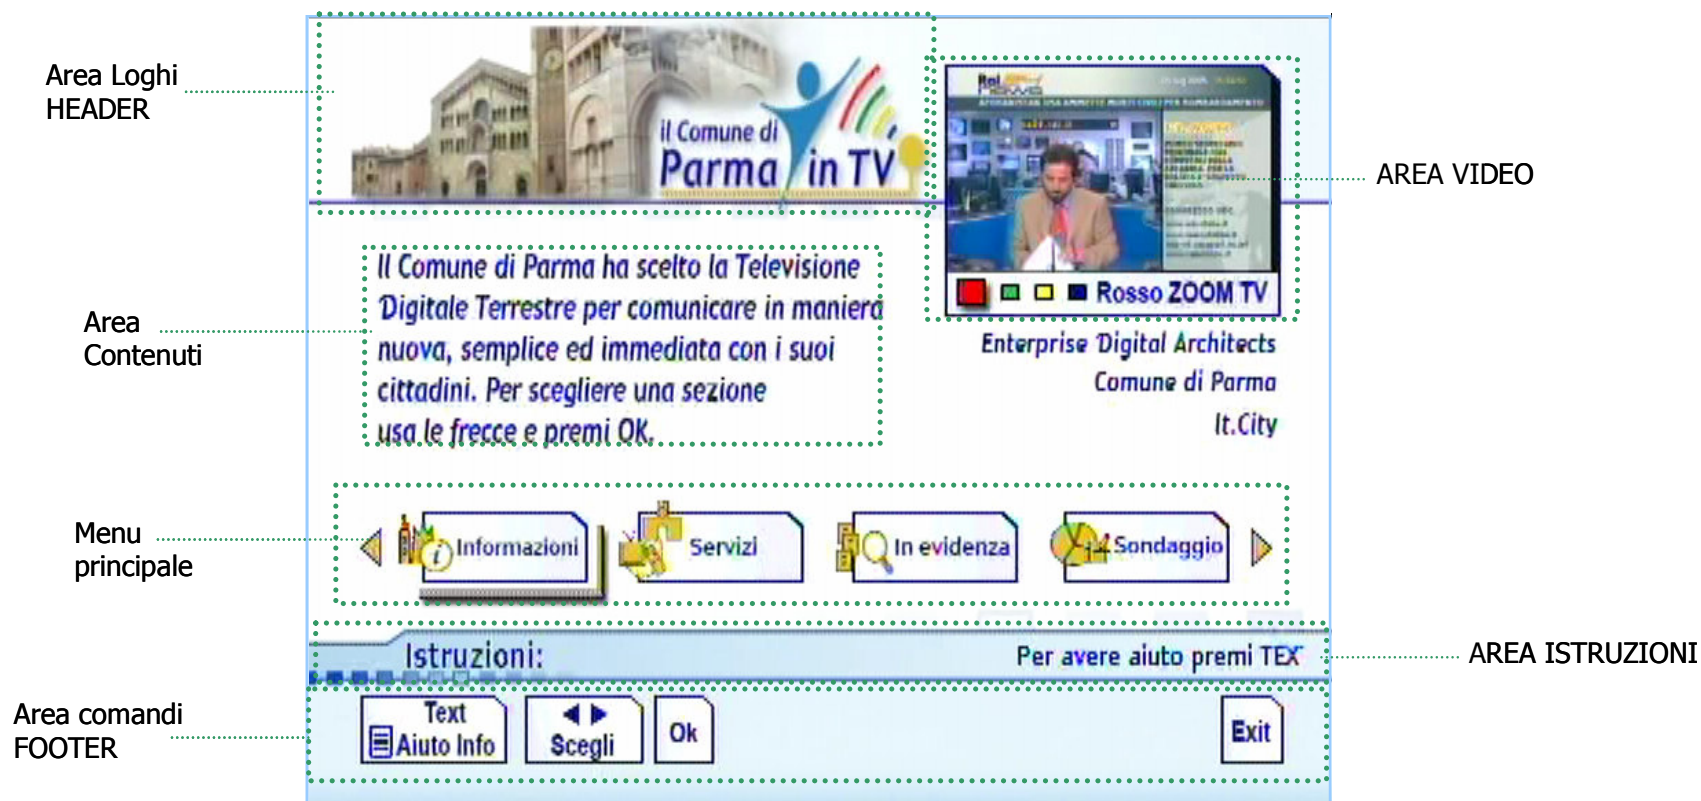 Area Loghi
HEADER
il Comune di
Parma in TV
AREA VIDEO
Rosso ZOOM TV
Area
Contenuti
Il Comune di Parma ha scelto la Televisione
Digitale Terrestre per comunicare in maniera
nuova, semplice ed immediata con i suoi
cittadini. Per scegliere una sezione
usa le frecce e premi OK.
Enterprise Digital Architects
Comune di Parma
It.City
Menu
principale
Informazioni
Servizi
In evidenza
Sondaggio
Istruzioni:
Per avere aiuto premi TEX
AREA ISTRUZIONI
Area comandi
FOOTER
Text
Aiuto Info
Scegli
Ok
Exit